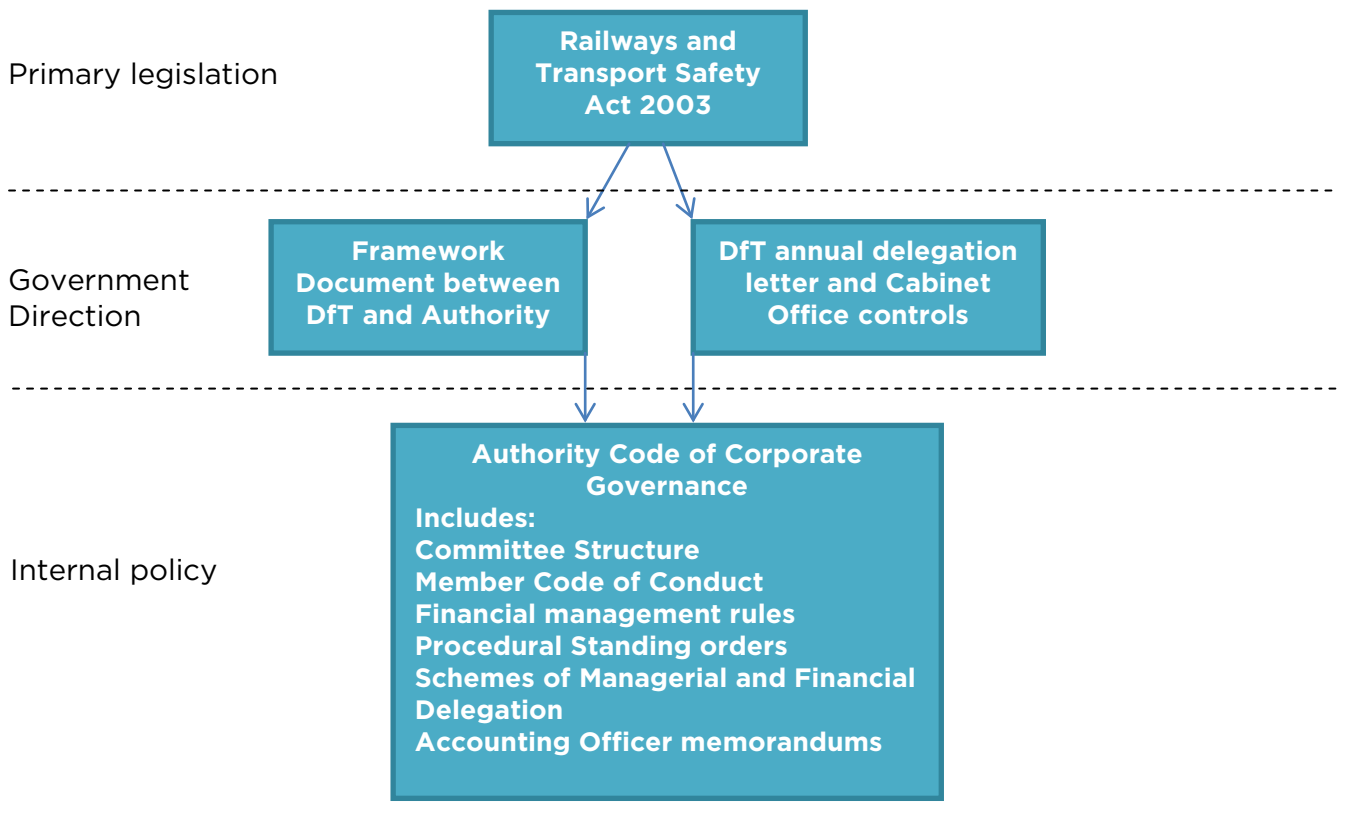 Primary legislation
Railways and
Transport Safety
Act 2003
Government
Direction
Framework
Document between
DfT and Authority
DfT annual delegation
letter and Cabinet
Office controls
Internal policy
Authority Code of Corporate
Governance
Includes:
Committee Structure
Member Code of Conduct
Financial management rules
Procedural Standing orders
Schemes of Managerial and Financial
Delegation
Accounting Officer memorandums